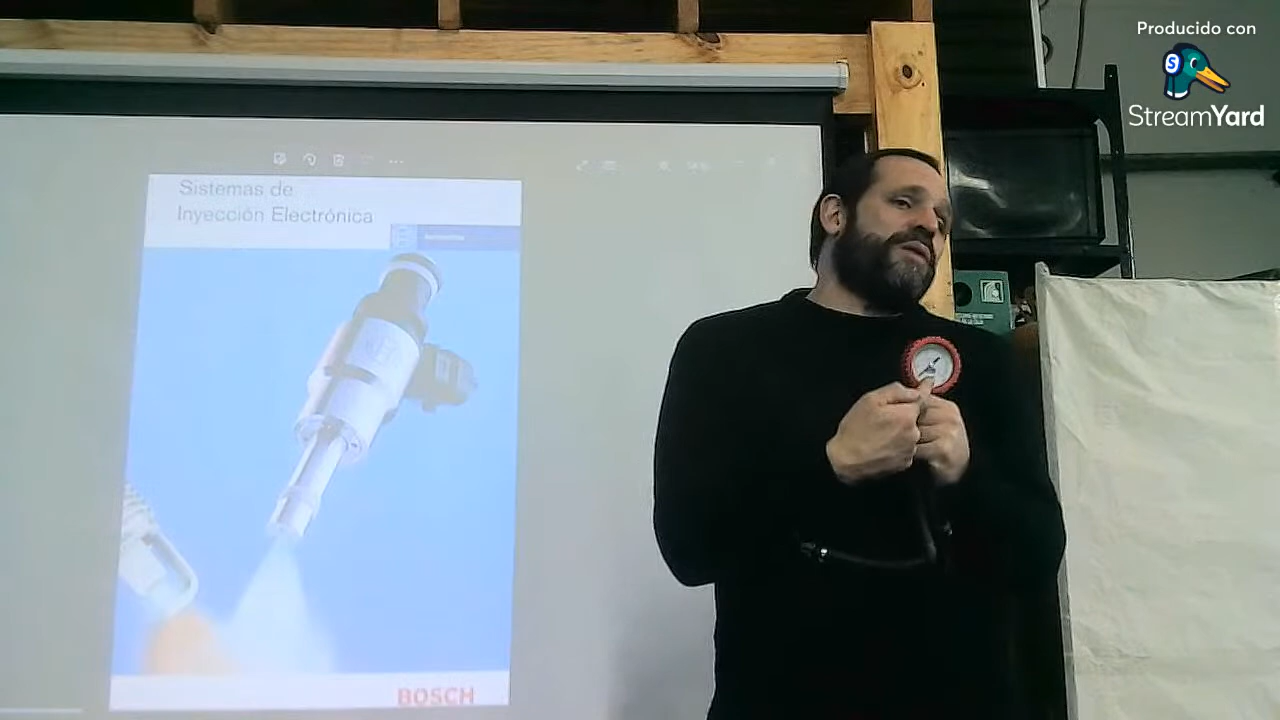 Producido con
StreamYard
Sistemas de
Inyección Electrónica
BOSCH